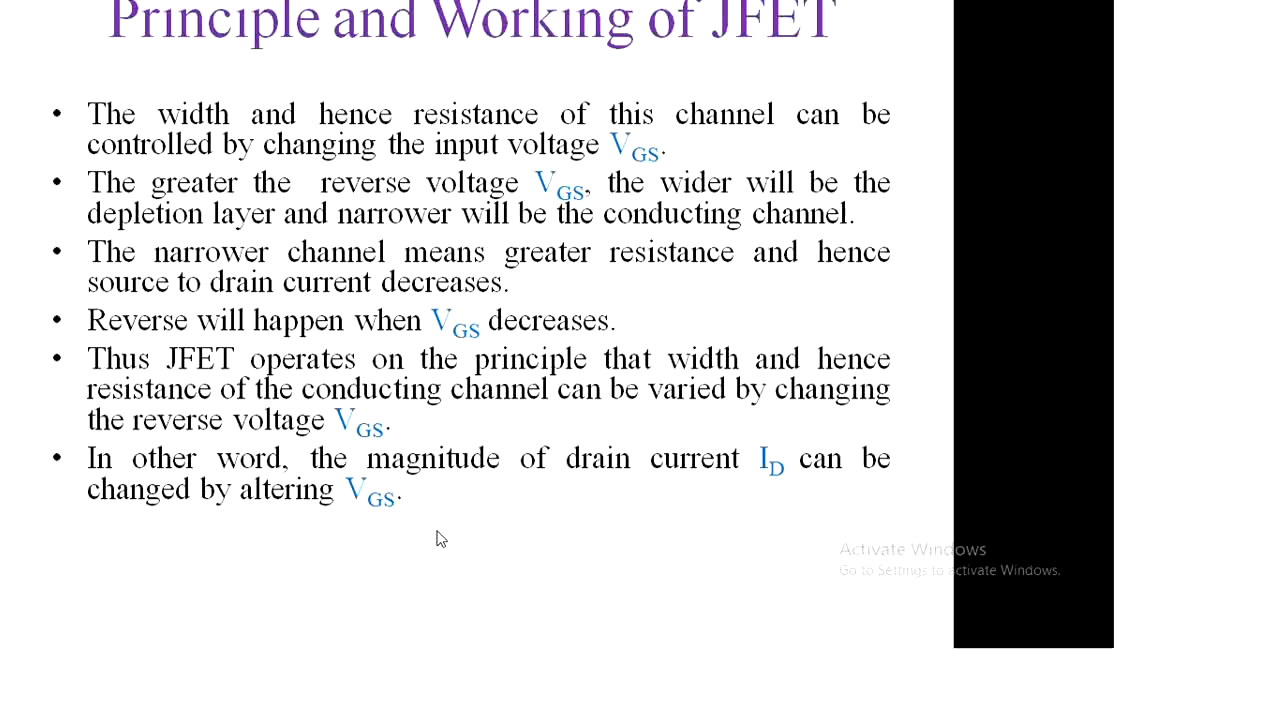 Principle and Working of JFET
• The width and hence resistance of this channel can be
controlled by changing the input voltage VGS.
• The greater the reverse voltage VGS, the wider will be the
depletion layer and narrower will be the conducting channel.
• The narrower channel means greater resistance and hence
source to drain current decreases.
• Reverse will happen when VGS decreases.
• Thus JFET operates on the principle that width and hence
resistance of the conducting channel can be varied by changing
the reverse voltage VGS.
• In other word, the magnitude of drain current ID can be
changed by altering VGS.
Activate Windows
Go to Settings to activate Windows.